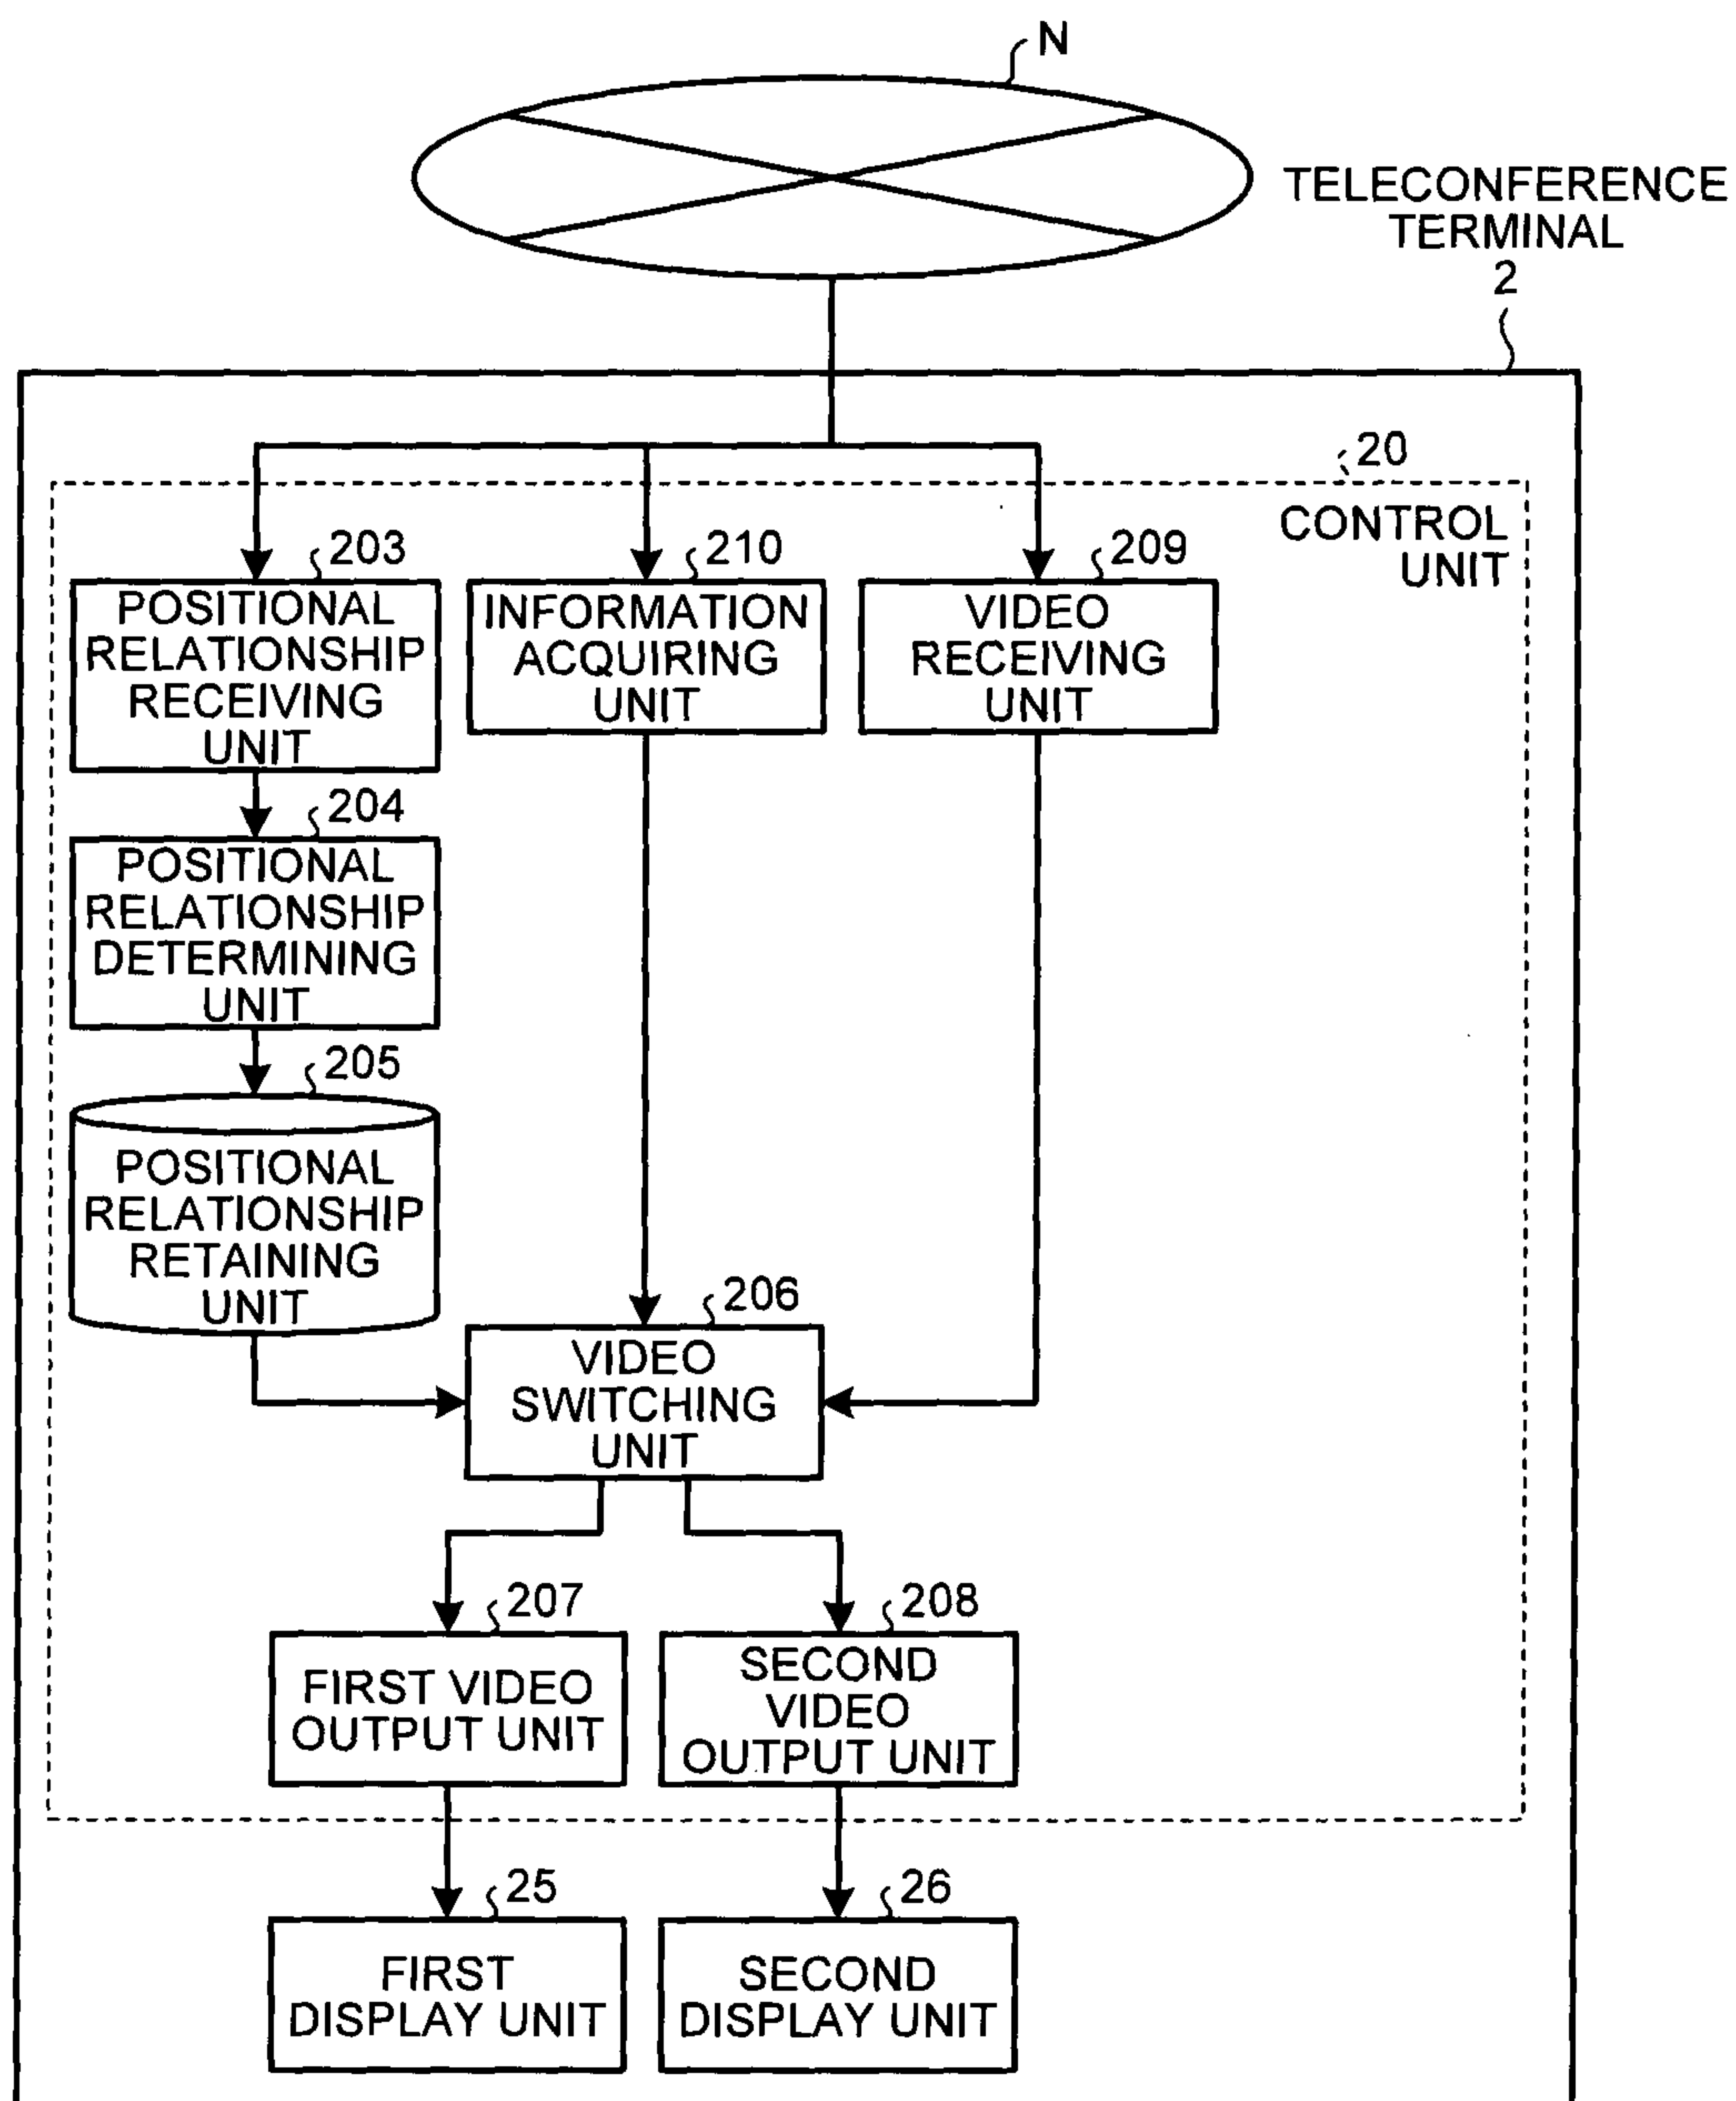 N
TELECONFERENCE
TERMINAL
2
20
CONTROL
UNIT
203
POSITIONAL
RELATIONSHIP
RECEIVING
UNIT
210
INFORMATION
ACQUIRING
UNIT
209
VIDEO
RECEIVING
UNIT
204
POSITIONAL
RELATIONSHIP
DETERMINING
UNIT
205
POSITIONAL
RELATIONSHIP
RETAINING
UNIT
206
VIDEO
SWITCHING
UNIT
207
FIRST VIDEO
OUTPUT UNIT
208
SECOND
VIDEO
OUTPUT UNIT
25
FIRST
DISPLAY UNIT
26
SECOND
DISPLAY UNIT